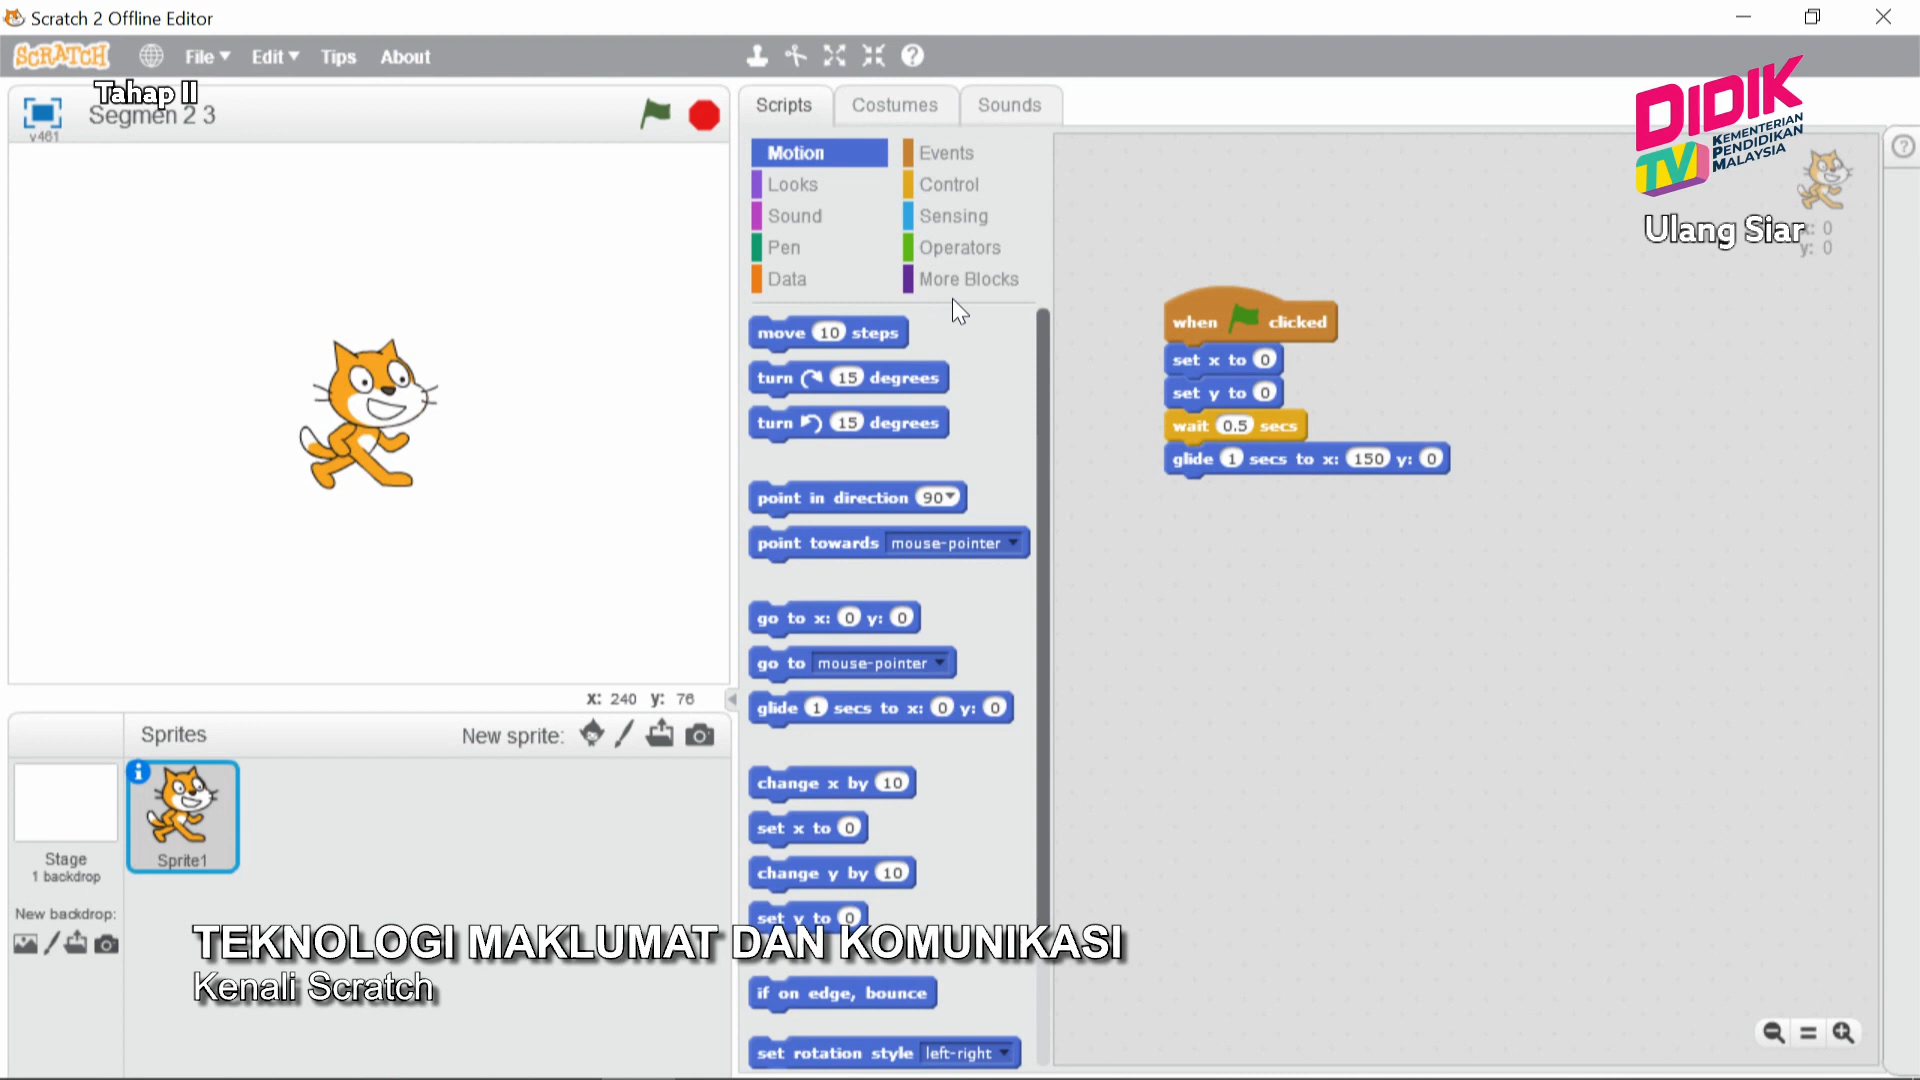 Scratch 2 Offline Editor
SCRATCH File Edit Tips About
Tahap II
Segmen 2 3
v461
Scripts Costumes Sounds
Motion Events
Looks Control
Sound Sensing
Pen Operators
Data More Blocks
move 10 steps
turn 15 degrees
turn 15 degrees
point in direction 90
point towards mouse-pointer
go to x: 0 y: 0
go to mouse-pointer
glide 1 secs to x: 0 y: 0
change x by 10
set x to 0
change y by 10
set y to 0
if on edge, bounce
set rotation style left-right
when clicked
set x to 0
set y to 0
wait 0.5 secs
glide 1 secs to x: 150 y: 0
DIDIK
TV
KEMENTERIAN
PENDIDIKAN
MALAYSIA
Ulang Siar
x: 0
y: 0
x: 240 y: 76
Sprites New sprite:
Sprite1
Stage
1 backdrop
New backdrop:
TEKNOLOGI MAKLUMAT DAN KOMUNIKASI
Kenali Scratch